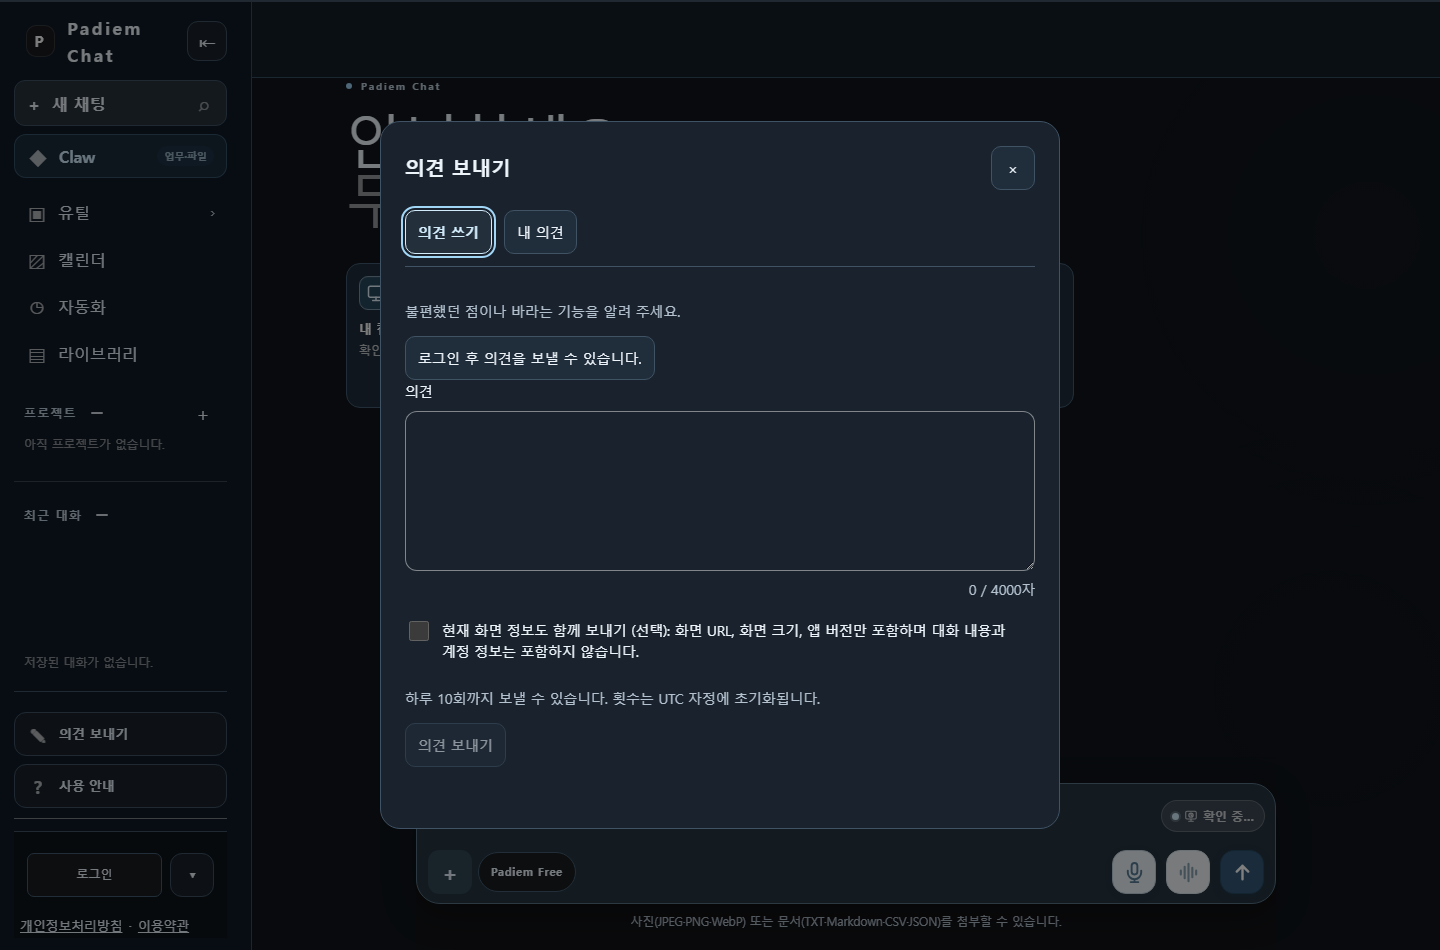 Padiem
Chat
P
새 채팅
Claw
업무·파일
유틸
캘린더
자동화
라이브러리
프로젝트
아직 프로젝트가 없습니다.
최근 대화
저장된 대화가 없습니다.
의견 보내기
? 사용 안내
로그인
개인정보처리방침 · 이용약관
Padiem Chat
내
확인
의견 보내기
×
의견 쓰기
내 의견
불편했던 점이나 바라는 기능을 알려 주세요.
로그인 후 의견을 보낼 수 있습니다.
의견
0 / 4000자
현재 화면 정보도 함께 보내기 (선택): 화면 URL, 화면 크기, 앱 버전만 포함하며 대화 내용과
계정 정보는 포함하지 않습니다.
하루 10회까지 보낼 수 있습니다. 횟수는 UTC 자정에 초기화됩니다.
의견 보내기
확인 중...
+
Padiem Free
사진(JPEG·PNG·WebP) 또는 문서(TXT·Markdown·CSV·JSON)를 첨부할 수 있습니다.